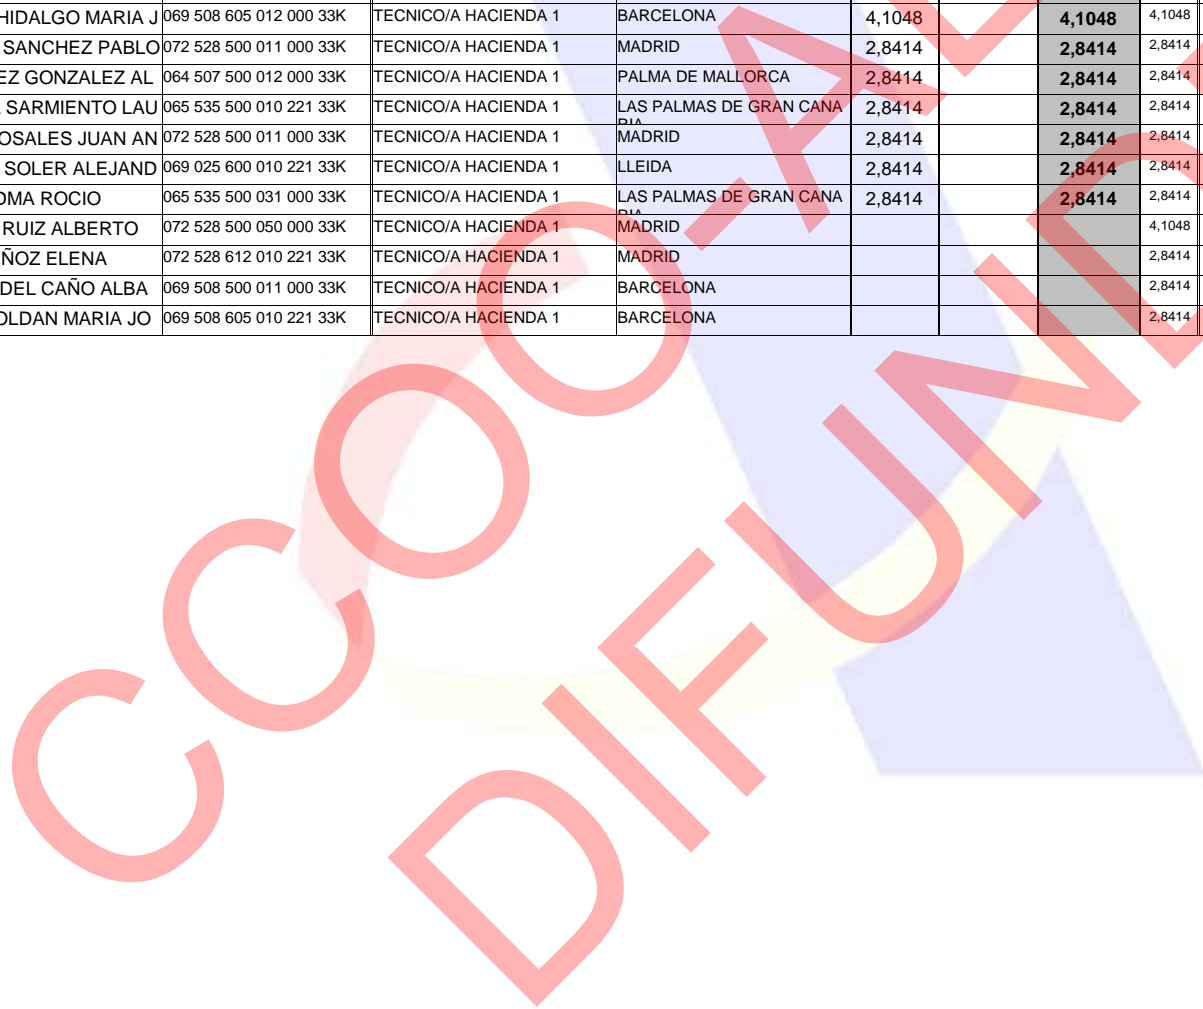 HIDALGO MARIA J 069 508 605 012 000 33K TECNICO/A HACIENDA 1 BARCELONA 4,1048 4,1048 4,1048
SANCHEZ PABLO 072 528 500 011 000 33K TECNICO/A HACIENDA 1 MADRID 2,8414 2,8414 2,8414
EZ GONZALEZ AL 064 507 500 012 000 33K TECNICO/A HACIENDA 1 PALMA DE MALLORCA 2,8414 2,8414 2,8414
SARMIENTO LAU 065 535 500 010 221 33K TECNICO/A HACIENDA 1 LAS PALMAS DE GRAN CANA 2,8414 2,8414 2,8414
RIA
OSALES JUAN AN 072 528 500 011 000 33K TECNICO/A HACIENDA 1 MADRID 2,8414 2,8414 2,8414
SOLER ALEJAND 069 025 600 010 221 33K TECNICO/A HACIENDA 1 LLEIDA 2,8414 2,8414 2,8414
OMA ROCIO 065 535 500 031 000 33K TECNICO/A HACIENDA 1 LAS PALMAS DE GRAN CANA 2,8414 2,8414 2,8414
RIA
RUIZ ALBERTO 072 528 500 050 000 33K TECNICO/A HACIENDA 1 MADRID 4,1048
ÑOZ ELENA 072 528 612 010 221 33K TECNICO/A HACIENDA 1 MADRID 2,8414
DEL CAÑO ALBA 069 508 500 011 000 33K TECNICO/A HACIENDA 1 BARCELONA 2,8414
OLDAN MARIA JO 069 508 605 010 221 33K TECNICO/A HACIENDA 1 BARCELONA 2,8414
CCOO-AE
DIFUND